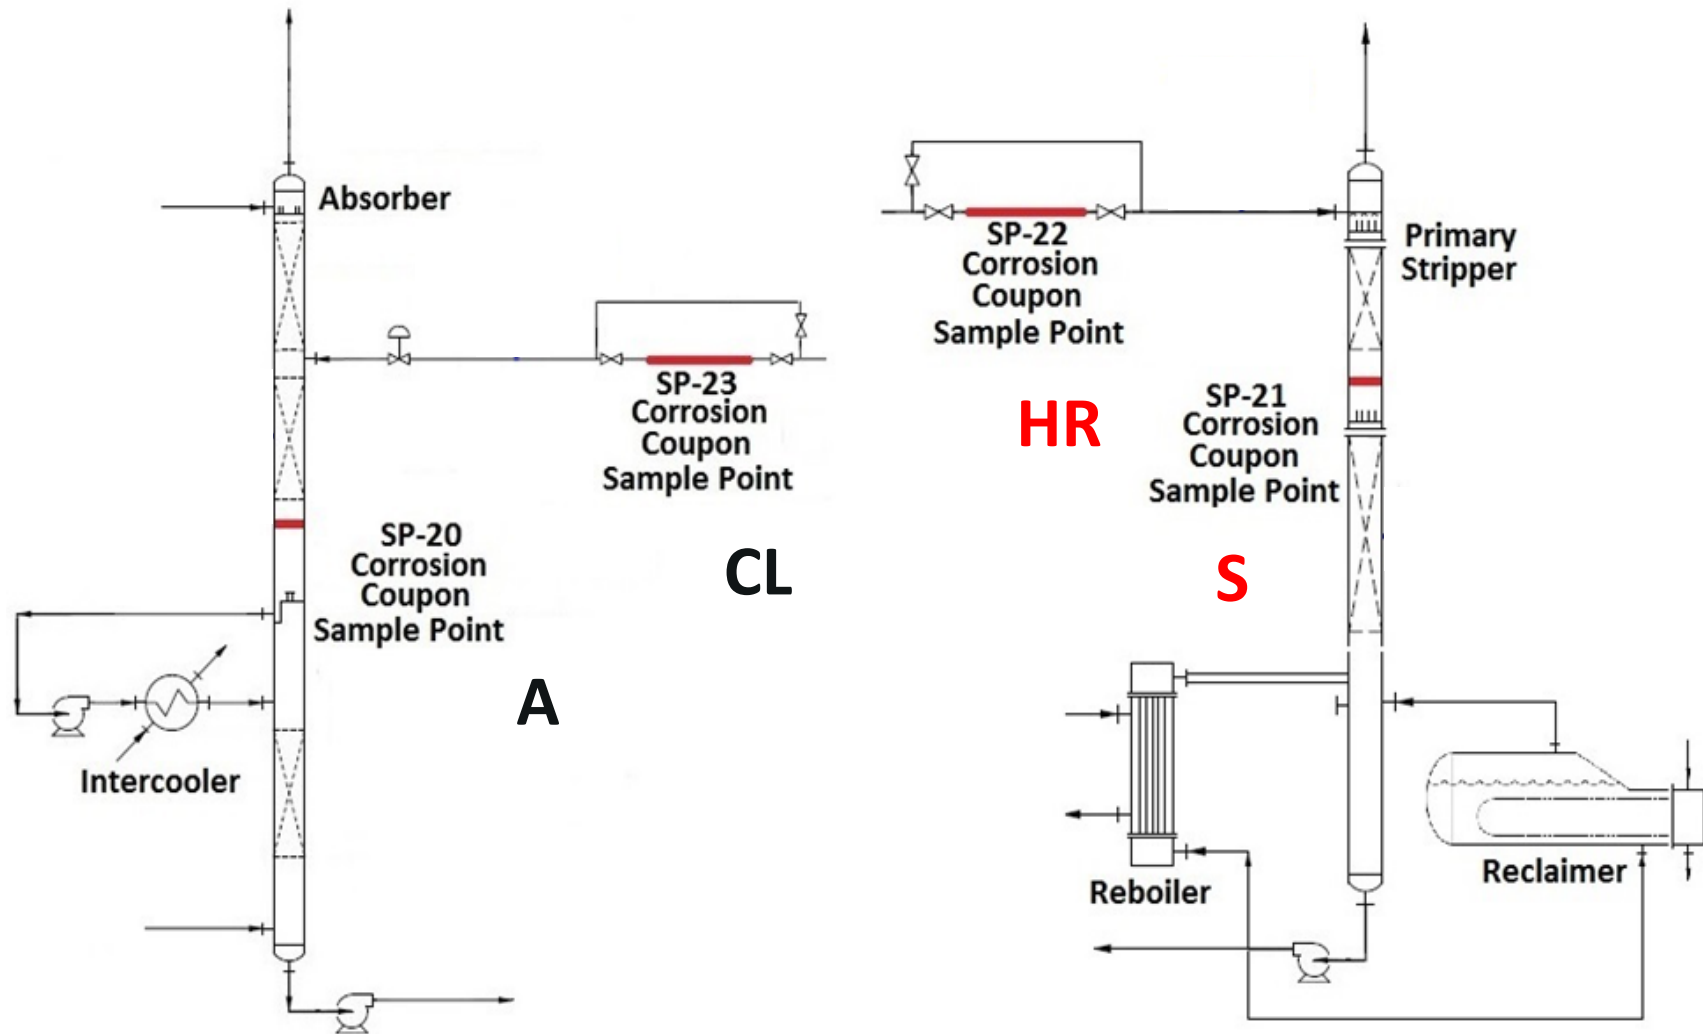 Absorber
SP-23
Corrosion
Coupon
Sample Point
SP-20
Corrosion
Coupon
Sample Point
CL
A
Intercooler
SP-22
Corrosion
Coupon
Sample Point
Primary
Stripper
HR
SP-21
Corrosion
Coupon
Sample Point
S
Reboiler
Reclaimer